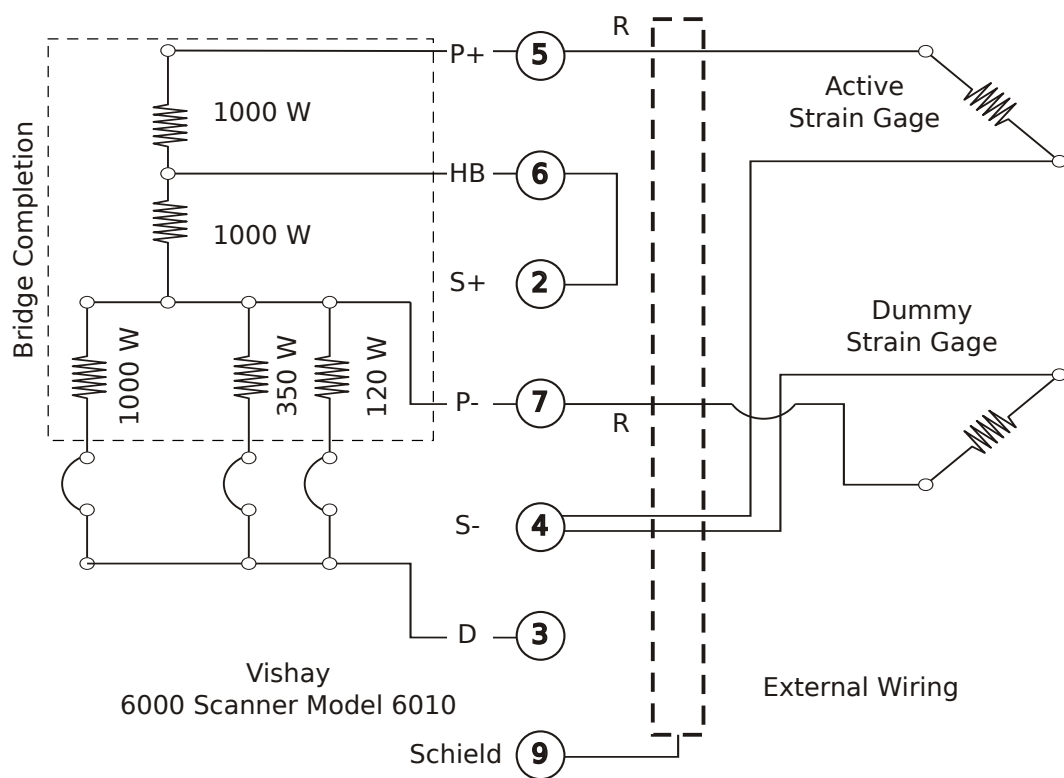 R
P+
5
1000 W
Active
Strain Gage
HB
6
1000 W
Bridge Completion
S+
2
Dummy
Strain Gage
1000 W
350 W
120 W
P-
7
R
S-
4
D
3
Vishay
6000 Scanner Model 6010
External Wiring
Schield
9